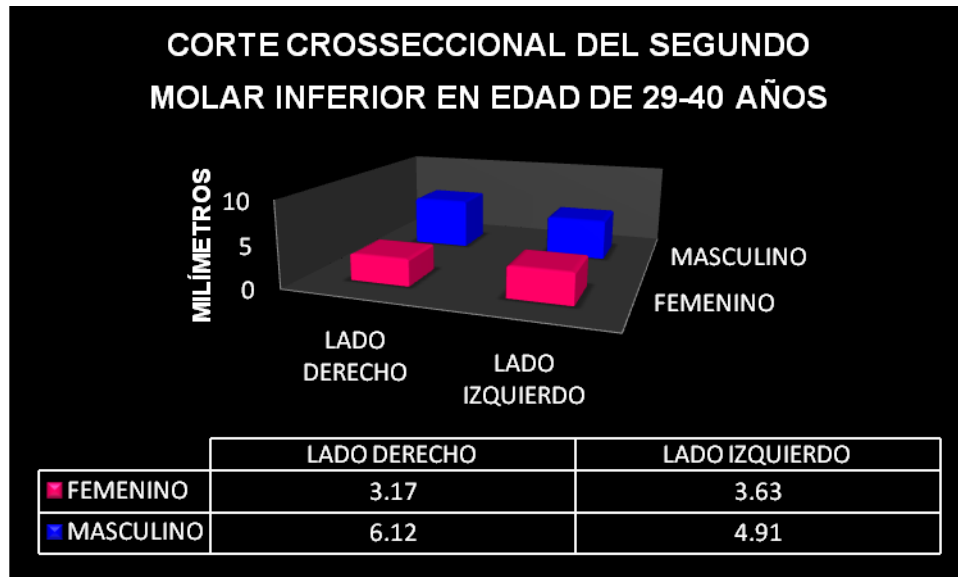 CORTE CROSSECCIONAL DEL SEGUNDO
MOLAR INFERIOR EN EDAD DE 29-40 AÑOS
MILÍMETROS
10
5
0
MASCULINO
FEMENINO
LADO
DERECHO
LADO
IZQUIERDO
LADO DERECHO LADO IZQUIERDO
FEMENINO 3.17 3.63
MASCULINO 6.12 4.91